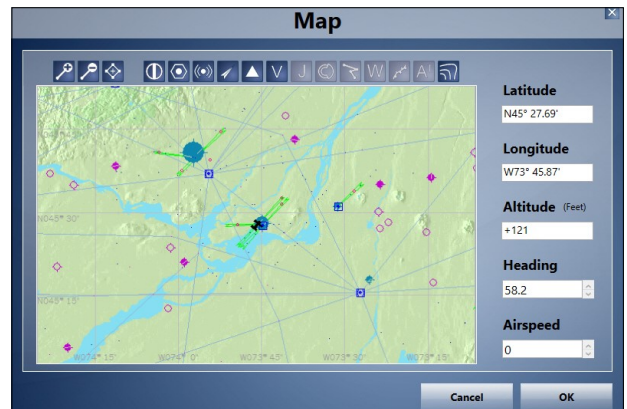 Map
V J W AI
Latitude
N45° 27.69'
Longitude
W73° 45.87'
Altitude (Feet)
+121
Heading
58.2
Airspeed
0
N045° 30'
N045° 15'
W074° 15' W074° 0' W073° 45' W073° 30' W073° 15'
Cancel OK